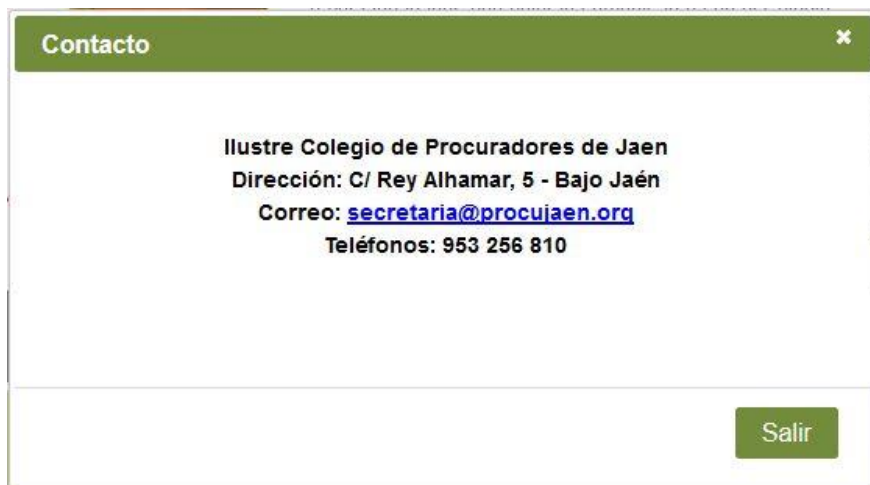 Contacto
Ilustre Colegio de Procuradores de Jaen
Dirección: C/ Rey Alhamar, 5 - Bajo Jaén
Correo: secretaria@procujaen.org
Teléfonos: 953 256 810
Salir